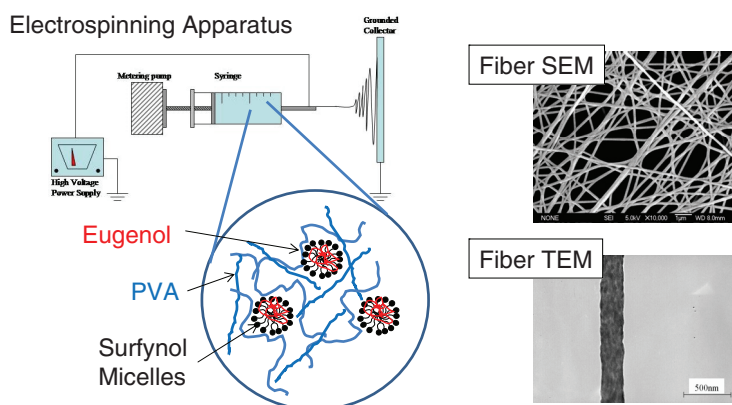 Electrospinning Apparatus
Grounded
Collector
Metering pump
Syringe
High Voltage
Power Supply
Eugenol
PVA
Surfynol
Micelles
Fiber SEM
NONE SEI 5.0kV X10,000 1μm WD 8.0mm
Fiber TEM
500nm